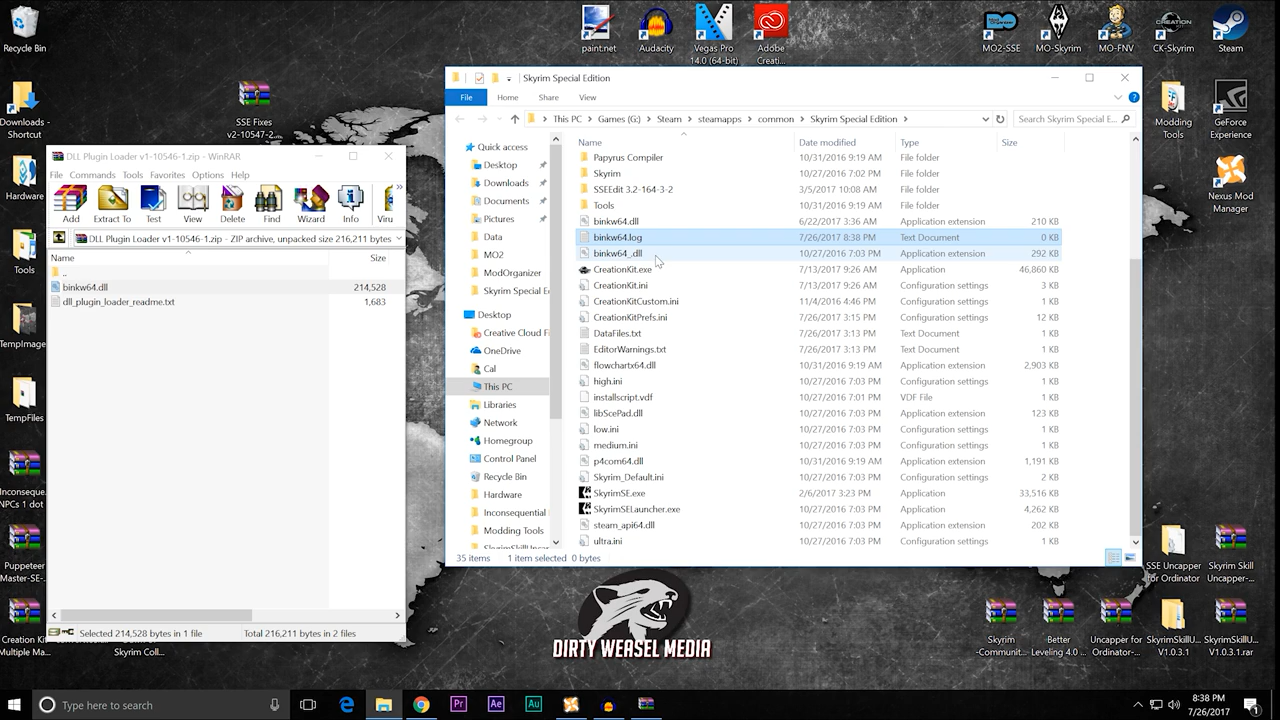 Recycle Bin
paint.net
Audacity
Vegas Pro
14.0 (64-bit)
Adobe
Creati...
MO2-SSE
MO-Skyrim
MO-FNV
CK-Skyrim
Steam
SSE Fixes
v2-10547-2...
Downloads -
Shortcut
Hardware
Tools
TempImage
TempFiles
Inconseque...
NPCs 1 dot
Puppeteer
Master-SE-...
Creation Ki
Multiple Ma...
Skyrim Coll...
DLL Plugin Loader v1-10546-1.zip - WinRAR
File Commands Tools Favorites Options Help
Add Extract To Test View Delete Find Wizard Info Viru
DLL Plugin Loader v1-10546-1.zip - ZIP archive, unpacked size 216,211 bytes
Name Size
..
binkw64.dll 214,528
dll_plugin_loader_readme.txt 1,683
Selected 214,528 bytes in 1 file Total 216,211 bytes in 2 files
Skyrim Special Edition
File Home Share View
This PC > Games (G:) > Steam > steamapps > common > Skyrim Special Edition >
Search Skyrim Special E...
Quick access
Desktop
Downloads
Documents
Pictures
Data
MO2
ModOrganizer
Skyrim Special E
Desktop
Creative Cloud F
OneDrive
Cal
This PC
Libraries
Network
Homegroup
Control Panel
Recycle Bin
Hardware
Inconsequential
Modding Tools
SkyrimSkillUncap
Name Date modified Type Size
Papyrus Compiler 10/31/2016 9:19 AM File folder
Skyrim 10/27/2016 7:02 PM File folder
SSEEdit 3.2-164-3-2 3/5/2017 10:08 AM File folder
Tools 10/31/2016 9:19 AM File folder
binkw64.dll 6/22/2017 3:36 AM Application extension 210 KB
binkw64.log 7/26/2017 8:38 PM Text Document 0 KB
binkw64_.dll 10/27/2016 7:03 PM Application extension 292 KB
CreationKit.exe 7/13/2017 9:26 AM Application 46,860 KB
CreationKit.ini 7/13/2017 9:26 AM Configuration settings 3 KB
CreationKitCustom.ini 11/4/2016 4:46 PM Configuration settings 1 KB
CreationKitPrefs.ini 7/26/2017 3:15 PM Configuration settings 12 KB
DataFiles.txt 7/26/2017 3:13 PM Text Document 1 KB
EditorWarnings.txt 7/26/2017 3:13 PM Text Document 1 KB
flowchartx64.dll 10/31/2016 9:19 AM Application extension 2,903 KB
high.ini 10/27/2016 7:03 PM Configuration settings 1 KB
installscript.vdf 10/27/2016 7:01 PM VDF File 1 KB
libScePad.dll 10/27/2016 7:03 PM Application extension 123 KB
low.ini 10/27/2016 7:03 PM Configuration settings 1 KB
medium.ini 10/27/2016 7:03 PM Configuration settings 1 KB
p4com64.dll 10/31/2016 9:19 AM Application extension 1,191 KB
Skyrim_Default.ini 10/27/2016 7:03 PM Configuration settings 2 KB
SkyrimSE.exe 2/6/2017 3:23 PM Application 33,516 KB
SkyrimSELauncher.exe 10/27/2016 7:03 PM Application 4,262 KB
steam_api64.dll 10/27/2016 7:03 PM Application extension 202 KB
ultra.ini 10/27/2016 7:03 PM Configuration settings 1 KB
35 items 1 item selected 0 bytes
Modding
Tools
GeForce
Experience
Nexus Mod
Manager
SSE Uncapper
for Ordinator
Skyrim Skill
Uncapper-...
Skyrim
-Communit...
Better
Leveling 4.0 ...
Uncapper for
Ordinator-...
SkyrimSkillU...
V1.0.3.1
SkyrimSkillU...
V1.0.3.1.rar
DIRTY WEASEL MEDIA
Type here to search
Pr
Ae
Au
8:38 PM
7/26/2017
1